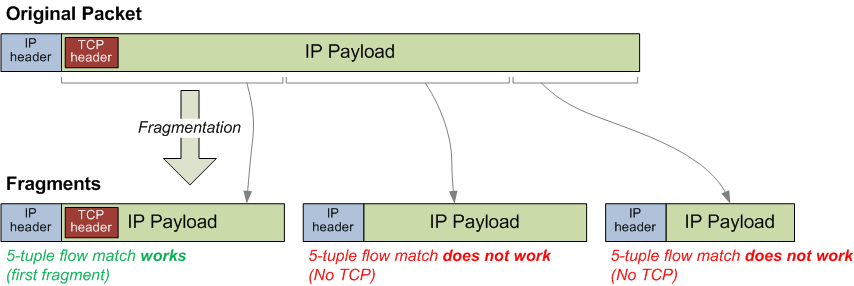 Original Packet
IP
header
TCP
header
IP Payload
Fragmentation
Fragments
IP
header
TCP
header
IP Payload
IP
header
IP Payload
IP
header
IP Payload
5-tuple flow match works
(first fragment)
5-tuple flow match does not work
(No TCP)
5-tuple flow match does not work
(No TCP)